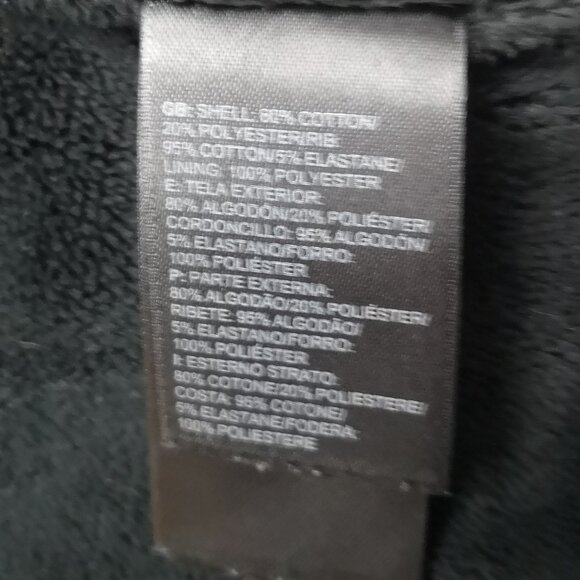 GB: SHELL: 80% COTTON/
20% POLYESTER/RIB:
95% COTTON/5% ELASTANE/
LINING: 100% POLYESTER
E: TELA EXTERIOR:
80% ALGODÓN/20% POLIÉSTER/
CORDONCILLO: 95% ALGODÓN/
5% ELASTANO/FORRO:
100% POLIÉSTER
P: PARTE EXTERNA:
80% ALGODÃO/20% POLIÉSTER/
RIBETE: 95% ALGODÃO/
5% ELASTANO/FORRO:
100% POLIÉSTER
I: ESTERNO STRATO:
80% COTONE/20% POLIESTERE/
COSTA: 95% COTONE/
5% ELASTANE/FODERA:
100% POLIESTERE